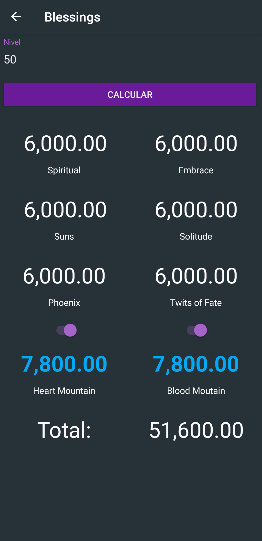 Blessings
Nivel
50
CALCULAR
6,000.00 6,000.00
Spiritual Embrace
6,000.00 6,000.00
Suns Solitude
6,000.00 6,000.00
Phoenix Twits of Fate
7,800.00 7,800.00
Heart Mountain Blood Moutain
Total: 51,600.00